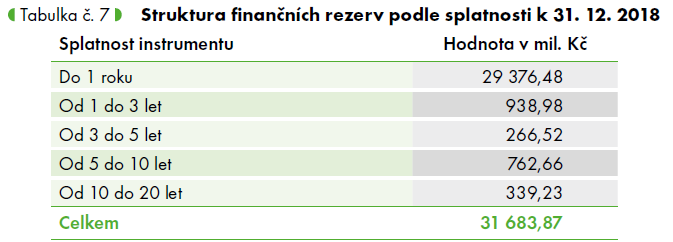 Tabulka č. 7 Struktura finančních rezerv podle splatnosti k 31. 12. 2018
Splatnost instrumentu Hodnota v mil. Kč
Do 1 roku 29 376,48
Od 1 do 3 let 938,98
Od 3 do 5 let 266,52
Od 5 do 10 let 762,66
Od 10 do 20 let 339,23
Celkem 31 683,87